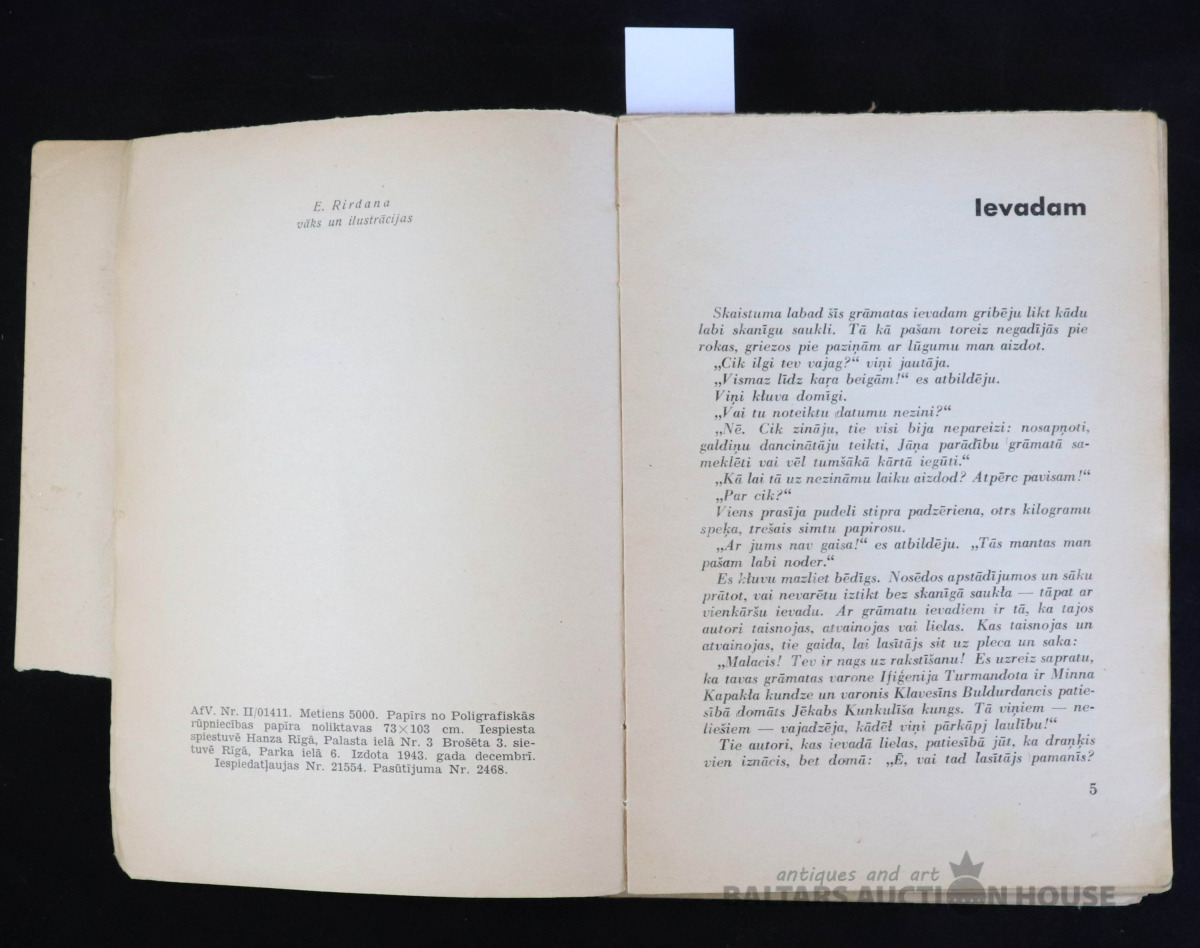 E. Rirdana
vāks un ilustrācijas
AfV. Nr. II/01411. Metiens 5000. Papīrs no Poligrafiskās
rūpniecības papīra noliktavas 73×103 cm. Iespiesta
spiestuvē Hanza Rīgā, Palasta ielā Nr. 3 Brošēta 3. sie-
tuvē Rīgā, Parka ielā 6. Izdota 1943. gada decembrī.
Iespiedatļaujas Nr. 21554. Pasūtījuma Nr. 2468.
Ievadam
Skaistuma labad šīs grāmatas ievadam gribēju likt kādu
labi skanīgu saukli. Tā kā pašam toreiz negadījās pie
rokas, griezos pie paziņām ar lūgumu man aizdot.
„Cik ilgi tev vajag?“ viņi jautāja.
„Vismaz līdz kaŗa beigām!“ es atbildēju.
Viņi kļuva domīgi.
„Vai tu noteiktu datumu nezini?“
„Nē. Cik zināju, tie visi bija nepareizi: nosapņoti,
galdiņu dancinātāju teikti, Jāņa parādību grāmatā sa-
meklēti vai vēl tumšākā kārtā iegūti.“
„Kā lai tā uz nezināmu laiku aizdod? Atpērc pavisam!“
„Par cik?“
Viens prasīja pudeli stipra padzēriena, otrs kilogramu
speķa, trešais simtu papirosu.
„Ar jums nav gaisa!“ es atbildēju. „Tās mantas man
pašam labi noder.“
Es kļuvu mazliet bēdīgs. Nosēdos apstādījumos un sāku
prātot, vai nevarētu iztikt bez skanīgā saukļa — tāpat ar
vienkāršu ievadu. Ar grāmatu ievadiem ir tā, ka tajos
autori taisnojas, atvainojas vai lielas. Kas taisnojas un
atvainojas, tie gaida, lai lasītājs sit uz pleca un saka:
„Malacis! Tev ir nags uz rakstīšanu! Es uzreiz sapratu,
ka tavas grāmatas varone Ifiģenija Turmandota ir Minna
Kapakļa kundze un varonis Klavesīns Buldurdancis patie-
sībā domāts Jēkabs Kunkulīša kungs. Tā viņiem — ne-
liešiem — vajadzēja, kādēļ viņi pārkāpj laulību!“
Tie autori, kas ievadā lielas, patiesībā jūt, ka draņķis
vien iznācis, bet domā: „E, vai tad lasītājs pamanīs?
5
antiques and art
BALTARS AUCTION HOUSE